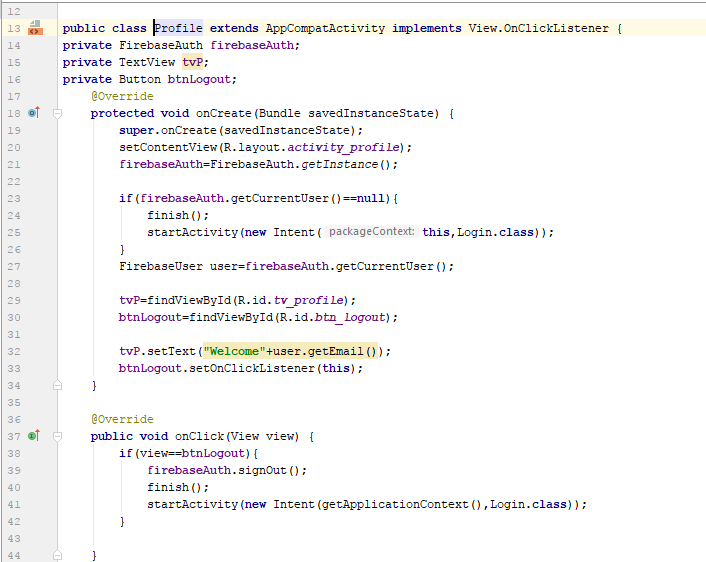 12
13 public class Profile extends AppCompatActivity implements View.OnClickListener {
14 private FirebaseAuth firebaseAuth;
15 private TextView tvP;
16 private Button btnLogout;
17 @Override
18 protected void onCreate(Bundle savedInstanceState) {
19 super.onCreate(savedInstanceState);
20 setContentView(R.layout.activity_profile);
21 firebaseAuth=FirebaseAuth.getInstance();
22
23 if(firebaseAuth.getCurrentUser()==null){
24 finish();
25 startActivity(new Intent( packageContext: this,Login.class));
26 }
27 FirebaseUser user=firebaseAuth.getCurrentUser();
28
29 tvP=findViewById(R.id.tv_profile);
30 btnLogout=findViewById(R.id.btn_logout);
31
32 tvP.setText("Welcome"+user.getEmail());
33 btnLogout.setOnClickListener(this);
34 }
35
36 @Override
37 public void onClick(View view) {
38 if(view==btnLogout){
39 firebaseAuth.signOut();
40 finish();
41 startActivity(new Intent(getApplicationContext(),Login.class));
42 }
43
44 }